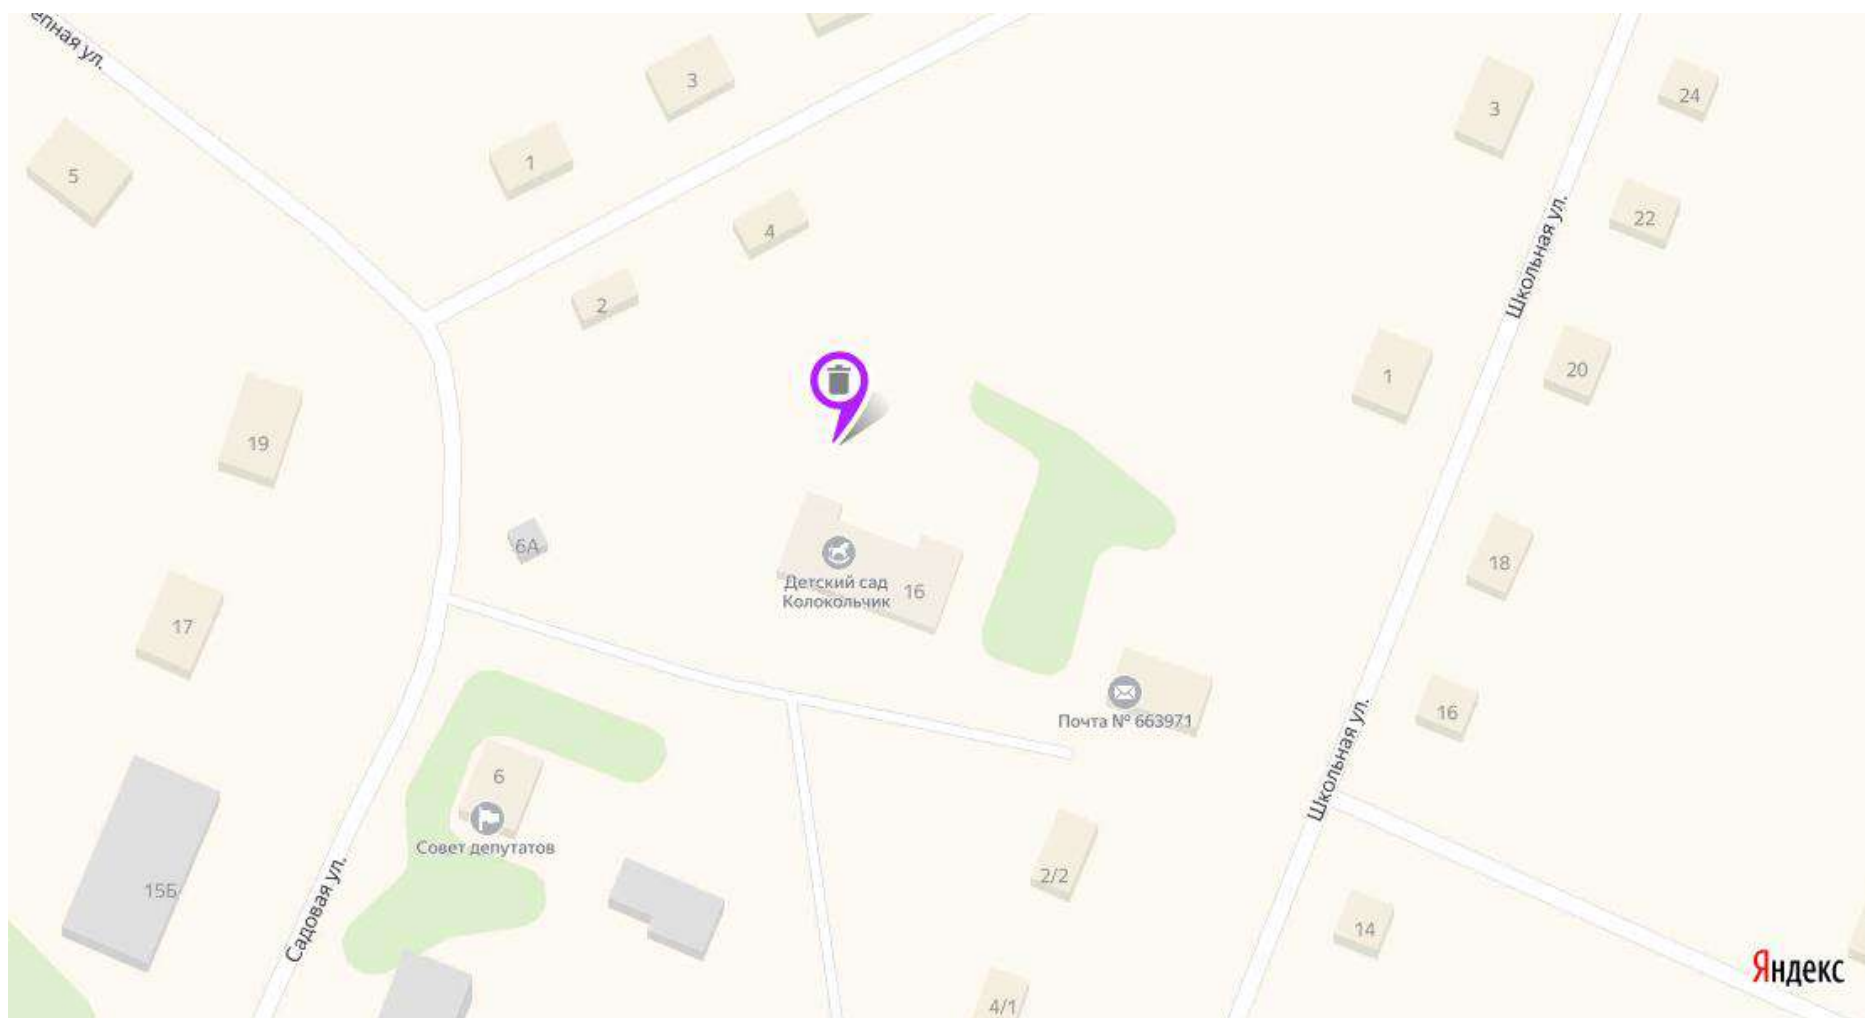 епная ул.
3
3
24
1
5
22
Школьная ул.
4
2
1
20
19
6А
18
Детский сад
Колокольчик
16
17
Почта № 663971
16
Школьная ул.
6
Совет депутатов
2/2
15Б
Садовая ул.
14
Яндекс
4/1